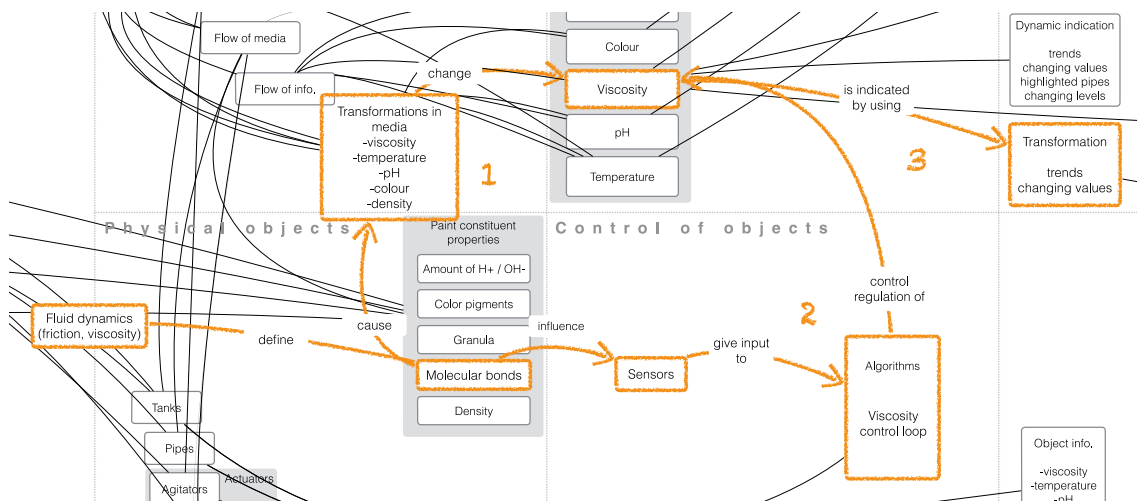 Flow of media
Flow of info.
change
Transformations in
media
-viscosity
-temperature
-pH
-colour
-density
1
Colour
Viscosity
pH
Temperature
is indicated
by using
3
Dynamic indication
trends
changing values
highlighted pipes
changing levels
Transformation
trends
changing values
Physical objects
Control of objects
Paint constituent
properties
Amount of H+ / OH-
Color pigments
Granula
Molecular bonds
Density
Fluid dynamics
(friction, viscosity)
define
cause
influence
Sensors
give input
to
2
control
regulation of
Algorithms
Viscosity
control loop
Tanks
Pipes
Actuators
Agitators
Object info.
-viscosity
-temperature
-pH